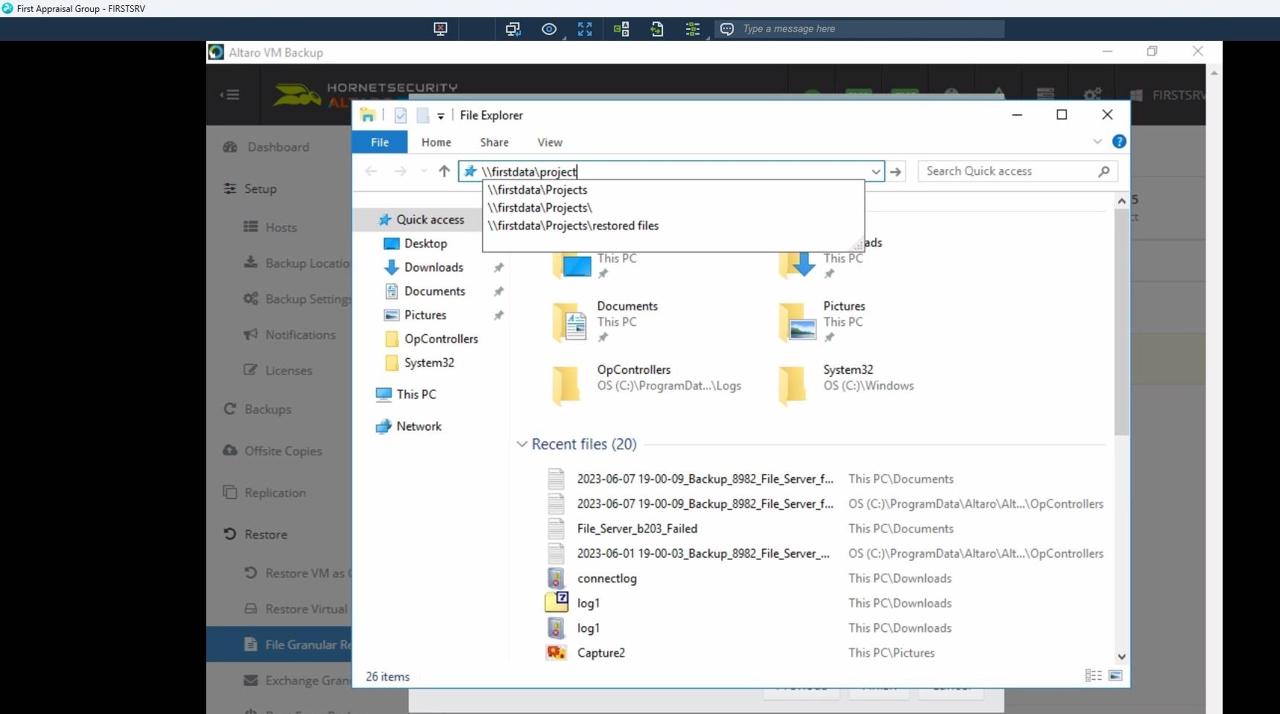 First Appraisal Group - FIRSTSRV
Type a message here
Altaro VM Backup
HORNETSECURITY
FIRSTSRV
File Explorer
File Home Share View
\\firstdata\project
Search Quick access
\\firstdata\Projects
\\firstdata\Projects\
\\firstdata\Projects\restored files
Dashboard
Setup
Hosts
Backup Locatio
Backup Settings
Notifications
Licenses
Backups
Offsite Copies
Replication
Restore
Restore VM as
Restore Virtual
File Granular Re
Exchange Gran
Quick access
Desktop
Downloads
Documents
Pictures
OpControllers
System32
This PC
Network
This PC
ads
This PC
Documents
This PC
Pictures
This PC
OpControllers
OS (C:)\ProgramDat...\Logs
System32
OS (C:)\Windows
Recent files (20)
2023-06-07 19-00-09_Backup_8982_File_Server_f... This PC\Documents
2023-06-07 19-00-09_Backup_8982_File_Server_f... OS (C:)\ProgramData\Altaro\Alt...\OpControllers
File_Server_b203_Failed This PC\Documents
2023-06-01 19-00-03_Backup_8982_File_Server_... OS (C:)\ProgramData\Altaro\Alt...\OpControllers
connectlog This PC\Downloads
log1 This PC\Downloads
log1 This PC\Downloads
Capture2 This PC\Pictures
26 items